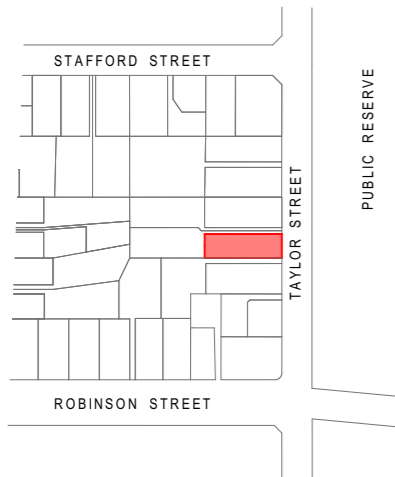 STAFFORD STREET
PUBLIC RESERVE
TAYLOR STREET
ROBINSON STREET